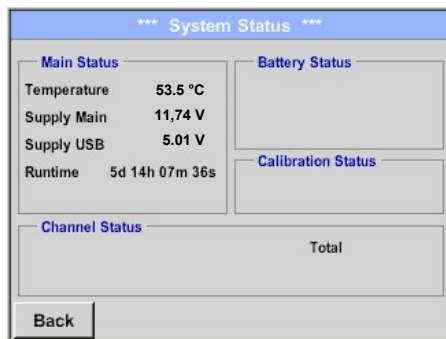 *** System Status ***
Main Status
Temperature 53.5 °C
Supply Main 11,74 V
Supply USB 5.01 V
Runtime 5d 14h 07m 36s
Battery Status
Calibration Status
Channel Status
Total
Back